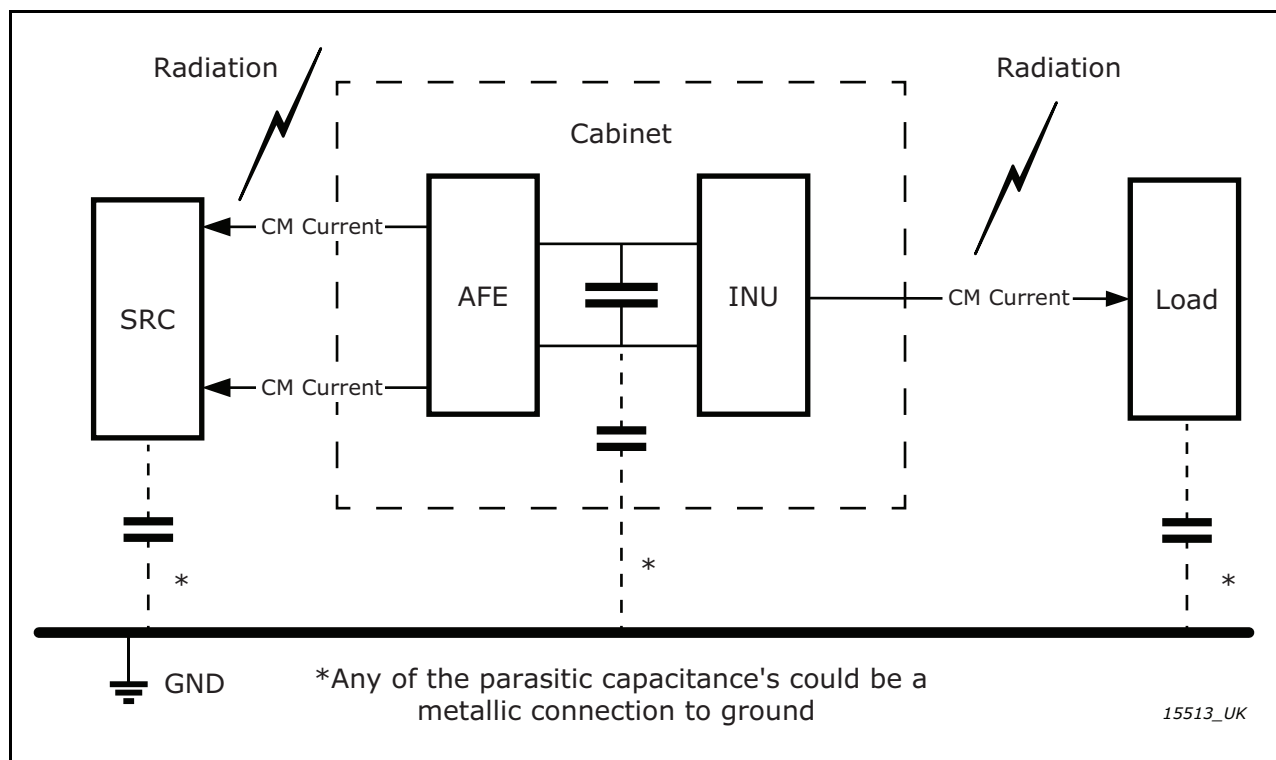 Radiation
Radiation
Cabinet
CM Current
SRC
AFE
INU
CM Current
Load
CM Current
*
*
*
GND
*Any of the parasitic capacitance's could be a
metallic connection to ground
15513_UK